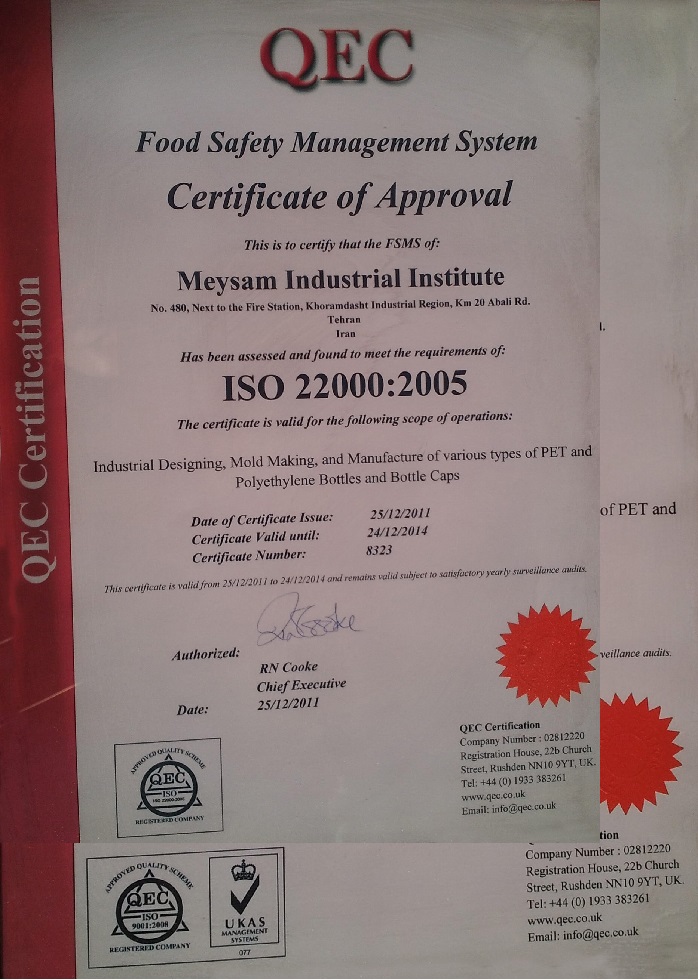 QEC
Food Safety Management System
Certificate of Approval
This is to certify that the FSMS of:
Meysam Industrial Institute
No. 480, Next to the Fire Station, Khoramdasht Industrial Region, Km 20 Abali Rd.
Tehran
Iran
Has been assessed and found to meet the requirements of:
ISO 22000:2005
The certificate is valid for the following scope of operations:
Industrial Designing, Mold Making, and Manufacture of various types of PET and
Polyethylene Bottles and Bottle Caps
Date of Certificate Issue: 25/12/2011
Certificate Valid until: 24/12/2014
Certificate Number: 8323
This certificate is valid from 25/12/2011 to 24/12/2014 and remains valid subject to satisfactory yearly surveillance audits.
Authorized:
RN Cooke
Chief Executive
Date: 25/12/2011
QEC Certification
Company Number : 02812220
Registration House, 22b Church
Street, Rushden NN10 9YT, UK.
Tel: +44 (0) 1933 383261
www.qec.co.uk
Email: info@qec.co.uk
APPROVED QUALITY SCHEME
QEC
ISO
ISO 22000:2005
REGISTERED COMPANY
QEC Certification
l.
of PET and
veillance audits.
tion
Company Number : 02812220
Registration House, 22b Church
Street, Rushden NN10 9YT, UK.
Tel: +44 (0) 1933 383261
www.qec.co.uk
Email: info@qec.co.uk
APPROVED QUALITY SCHEME
QEC
ISO
9001:2008
REGISTERED COMPANY
UKAS
MANAGEMENT
SYSTEMS
077